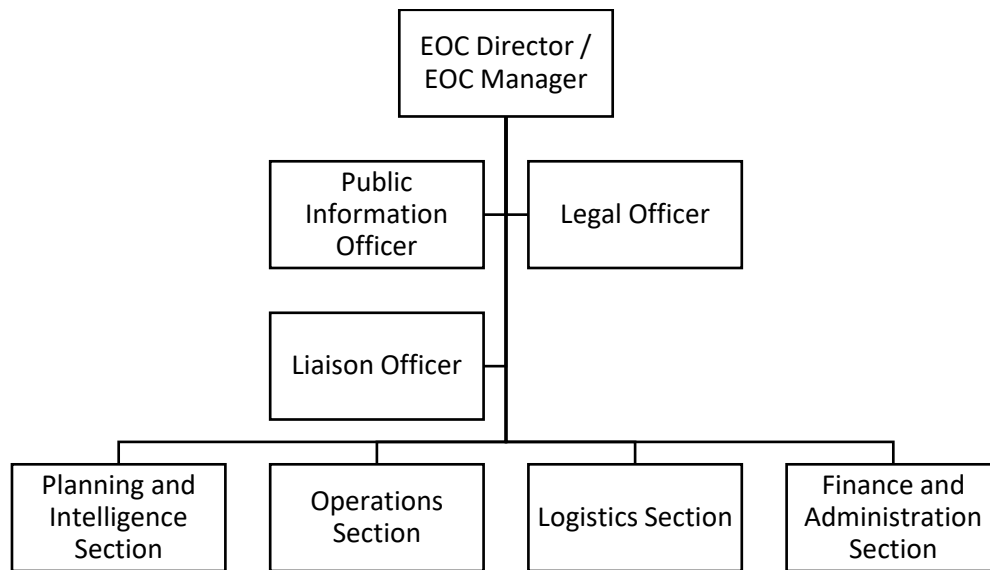 EOC Director /
EOC Manager
Public
Information
Officer
Legal Officer
Liaison Officer
Planning and
Intelligence
Section
Operations
Section
Logistics Section
Finance and
Administration
Section